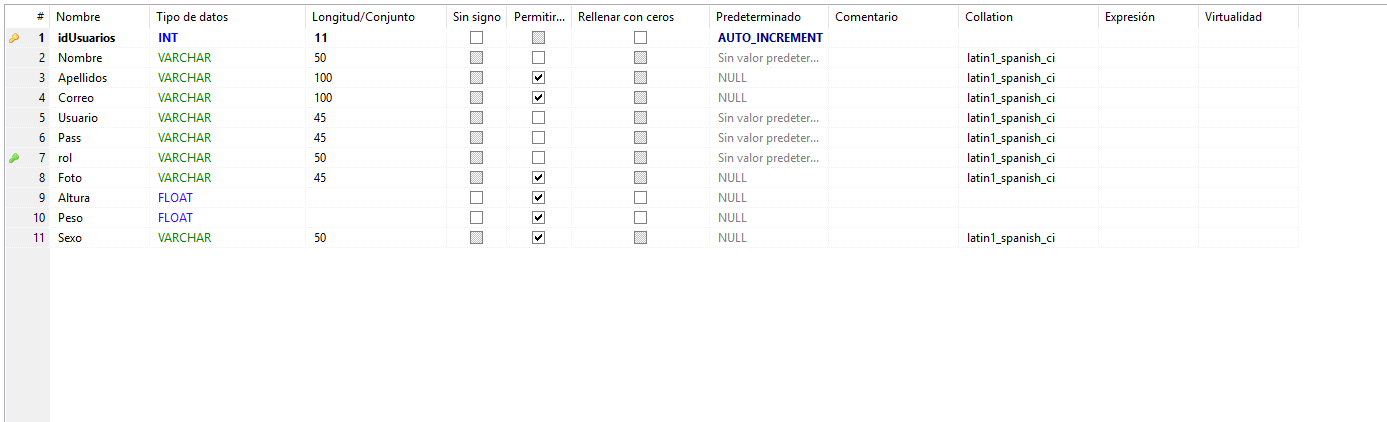 # Nombre Tipo de datos Longitud/Conjunto Sin signo Permitir... Rellenar con ceros Predeterminado Comentario Collation Expresión Virtualidad
1 idUsuarios INT 11 AUTO_INCREMENT
2 Nombre VARCHAR 50 Sin valor predeter... latin1_spanish_ci
3 Apellidos VARCHAR 100 NULL latin1_spanish_ci
4 Correo VARCHAR 100 NULL latin1_spanish_ci
5 Usuario VARCHAR 45 Sin valor predeter... latin1_spanish_ci
6 Pass VARCHAR 45 Sin valor predeter... latin1_spanish_ci
7 rol VARCHAR 50 Sin valor predeter... latin1_spanish_ci
8 Foto VARCHAR 45 NULL latin1_spanish_ci
9 Altura FLOAT NULL
10 Peso FLOAT NULL
11 Sexo VARCHAR 50 NULL latin1_spanish_ci